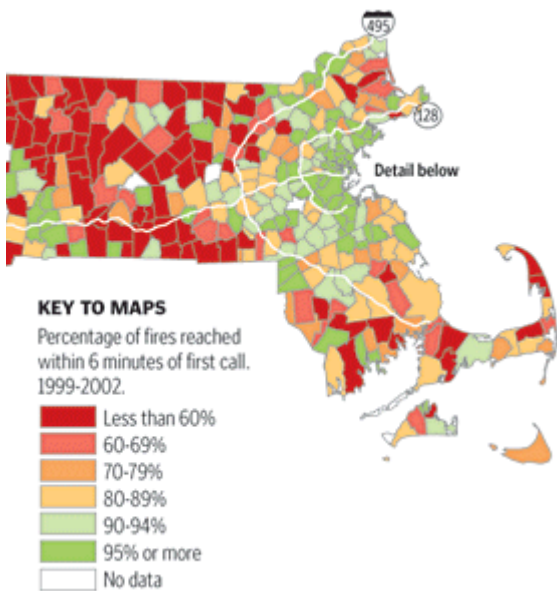 495
128
Detail below
KEY TO MAPS
Percentage of fires reached
within 6 minutes of first call.
1999-2002.
Less than 60%
60-69%
70-79%
80-89%
90-94%
95% or more
No data